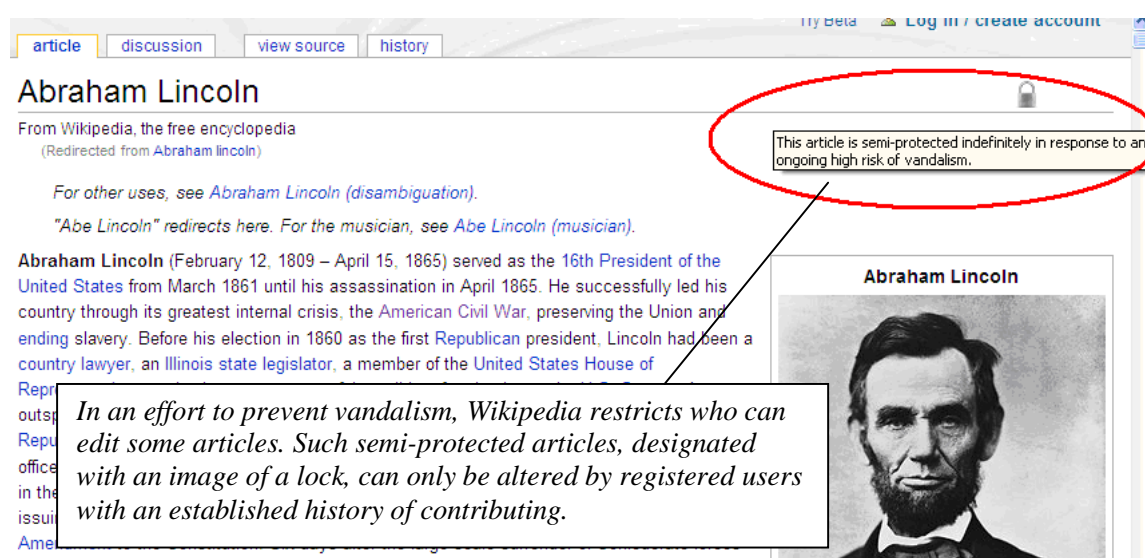 Try Beta Log in / create account
article discussion view source history
Abraham Lincoln
From Wikipedia, the free encyclopedia
(Redirected from Abraham lincoln)
This article is semi-protected indefinitely in response to an
ongoing high risk of vandalism.
For other uses, see Abraham Lincoln (disambiguation).
"Abe Lincoln" redirects here. For the musician, see Abe Lincoln (musician).
Abraham Lincoln (February 12, 1809 – April 15, 1865) served as the 16th President of the
United States from March 1861 until his assassination in April 1865. He successfully led his
country through its greatest internal crisis, the American Civil War, preserving the Union and
ending slavery. Before his election in 1860 as the first Republican president, Lincoln had been a
country lawyer, an Illinois state legislator, a member of the United States House of
Abraham Lincoln
In an effort to prevent vandalism, Wikipedia restricts who can
edit some articles. Such semi-protected articles, designated
with an image of a lock, can only be altered by registered users
with an established history of contributing.
office
in the